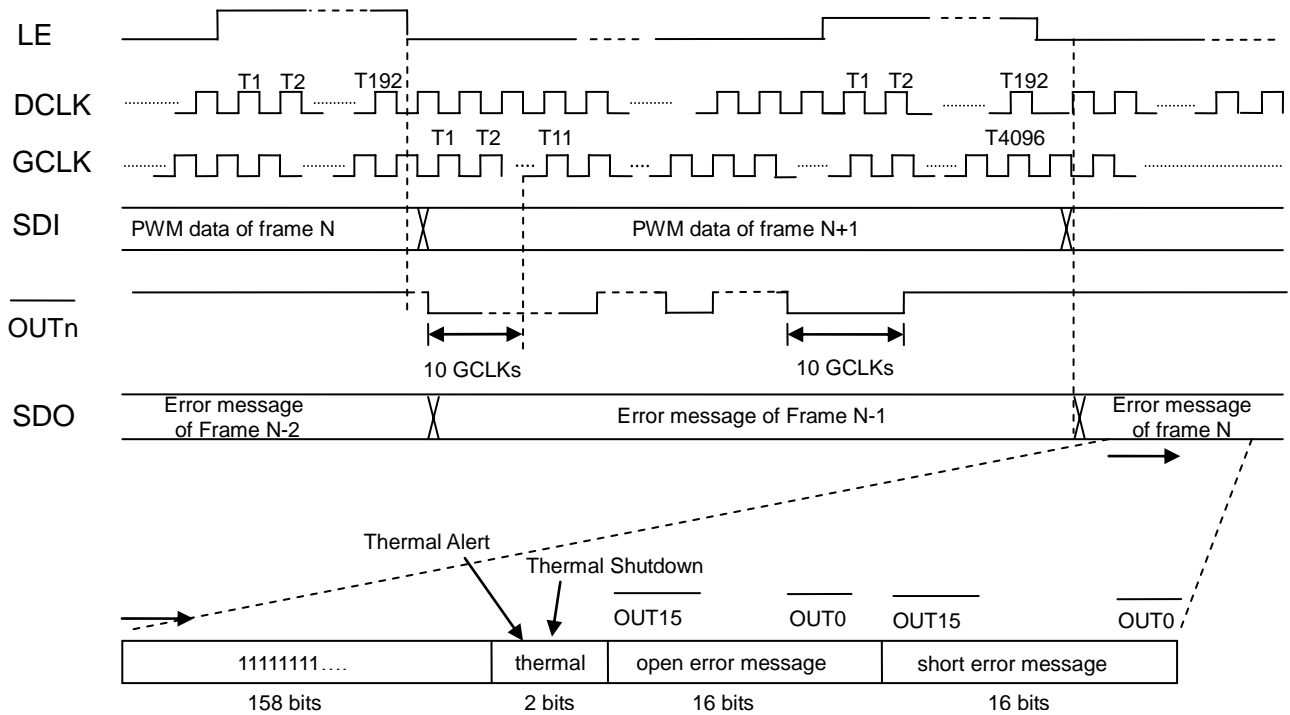 LE
T1 T2 T192 T1 T2 T192
DCLK
T1 T2 T11 T4096
GCLK
SDI PWM data of frame N PWM data of frame N+1
OUTn
10 GCLKs 10 GCLKs
SDO
Error message
of Frame N-2
Error message of Frame N-1
Error message
of frame N
Thermal Alert
Thermal Shutdown
OUT15 OUT0 OUT15 OUT0
11111111.... thermal open error message short error message
158 bits 2 bits 16 bits 16 bits